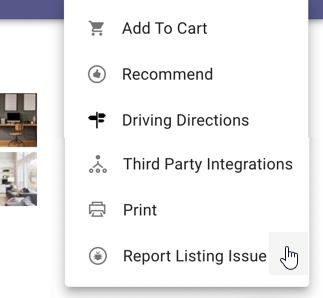 Add To Cart
Recommend
Driving Directions
Third Party Integrations
Print
Report Listing Issue